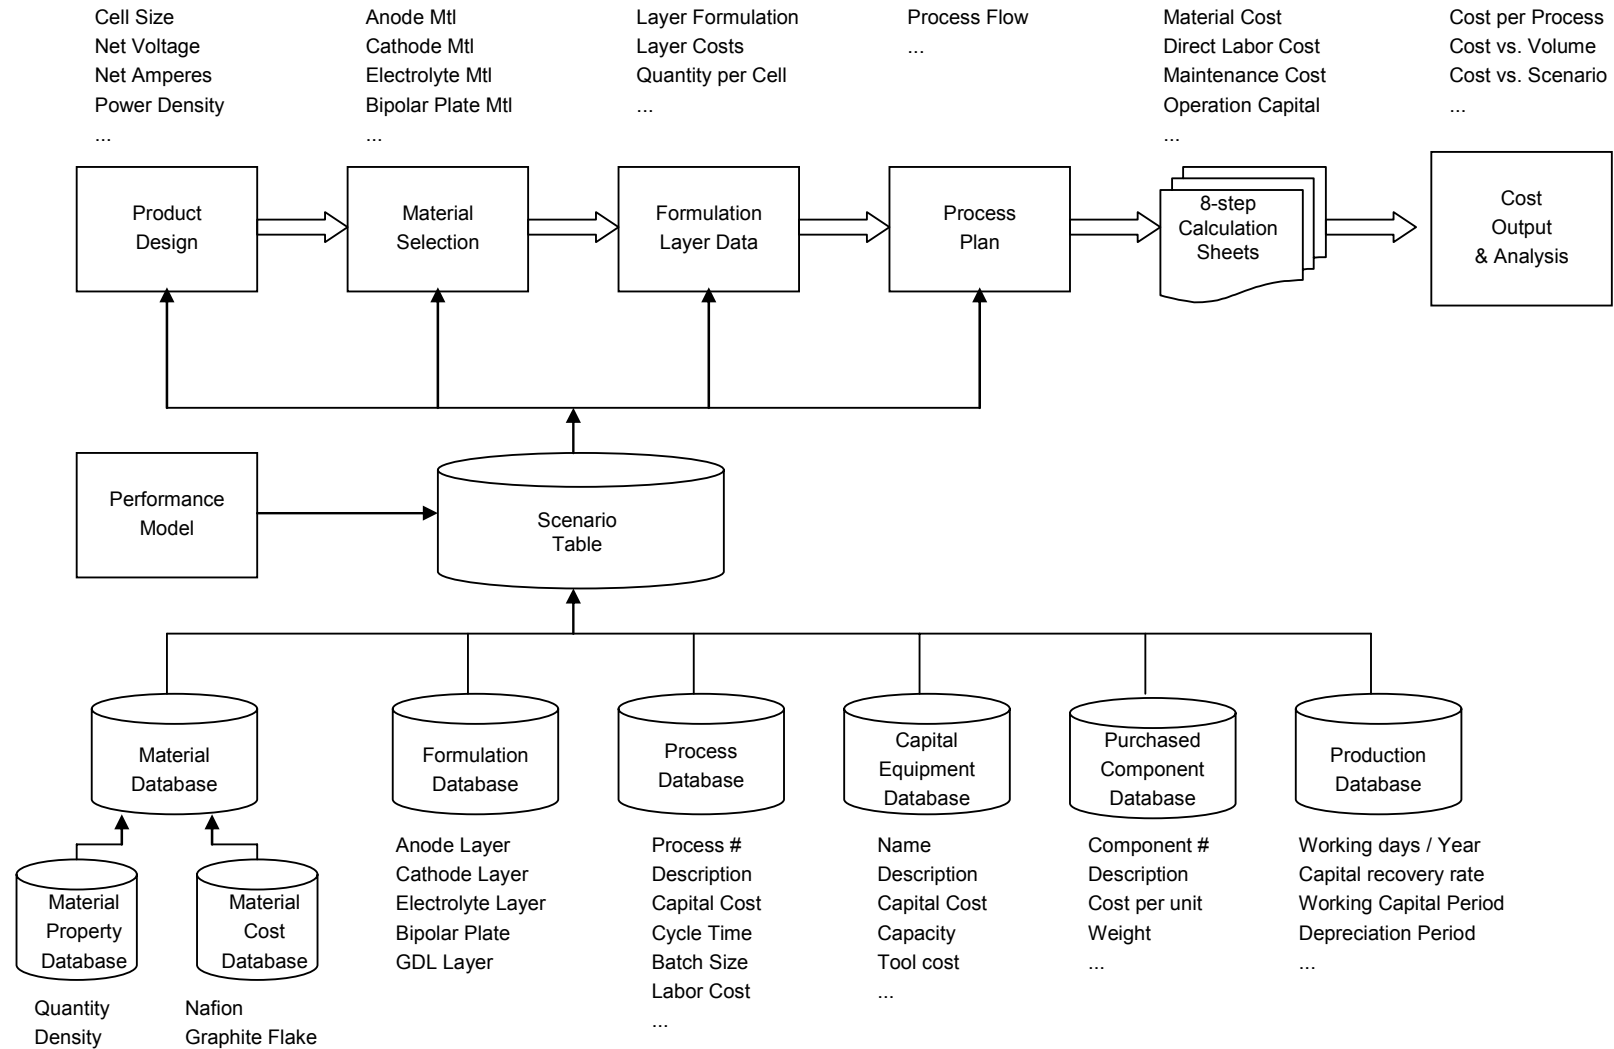 Cell Size
Net Voltage
Net Amperes
Power Density
...
Anode Mtl
Cathode Mtl
Electrolyte Mtl
Bipolar Plate Mtl
...
Layer Formulation
Layer Costs
Quantity per Cell
...
Process Flow
...
Material Cost
Direct Labor Cost
Maintenance Cost
Operation Capital
...
Cost per Process
Cost vs. Volume
Cost vs. Scenario
...
Product
Design
Material
Selection
Formulation
Layer Data
Process
Plan
8-step
Calculation
Sheets
Cost
Output
& Analysis
Performance
Model
Scenario
Table
Material
Database
Formulation
Database
Process
Database
Capital
Equipment
Database
Purchased
Component
Database
Production
Database
Material
Property
Database
Material
Cost
Database
Quantity
Density
Nafion
Graphite Flake
Anode Layer
Cathode Layer
Electrolyte Layer
Bipolar Plate
GDL Layer
Process #
Description
Capital Cost
Cycle Time
Batch Size
Labor Cost
...
Name
Description
Capital Cost
Capacity
Tool cost
...
Component #
Description
Cost per unit
Weight
...
Working days / Year
Capital recovery rate
Working Capital Period
Depreciation Period
...